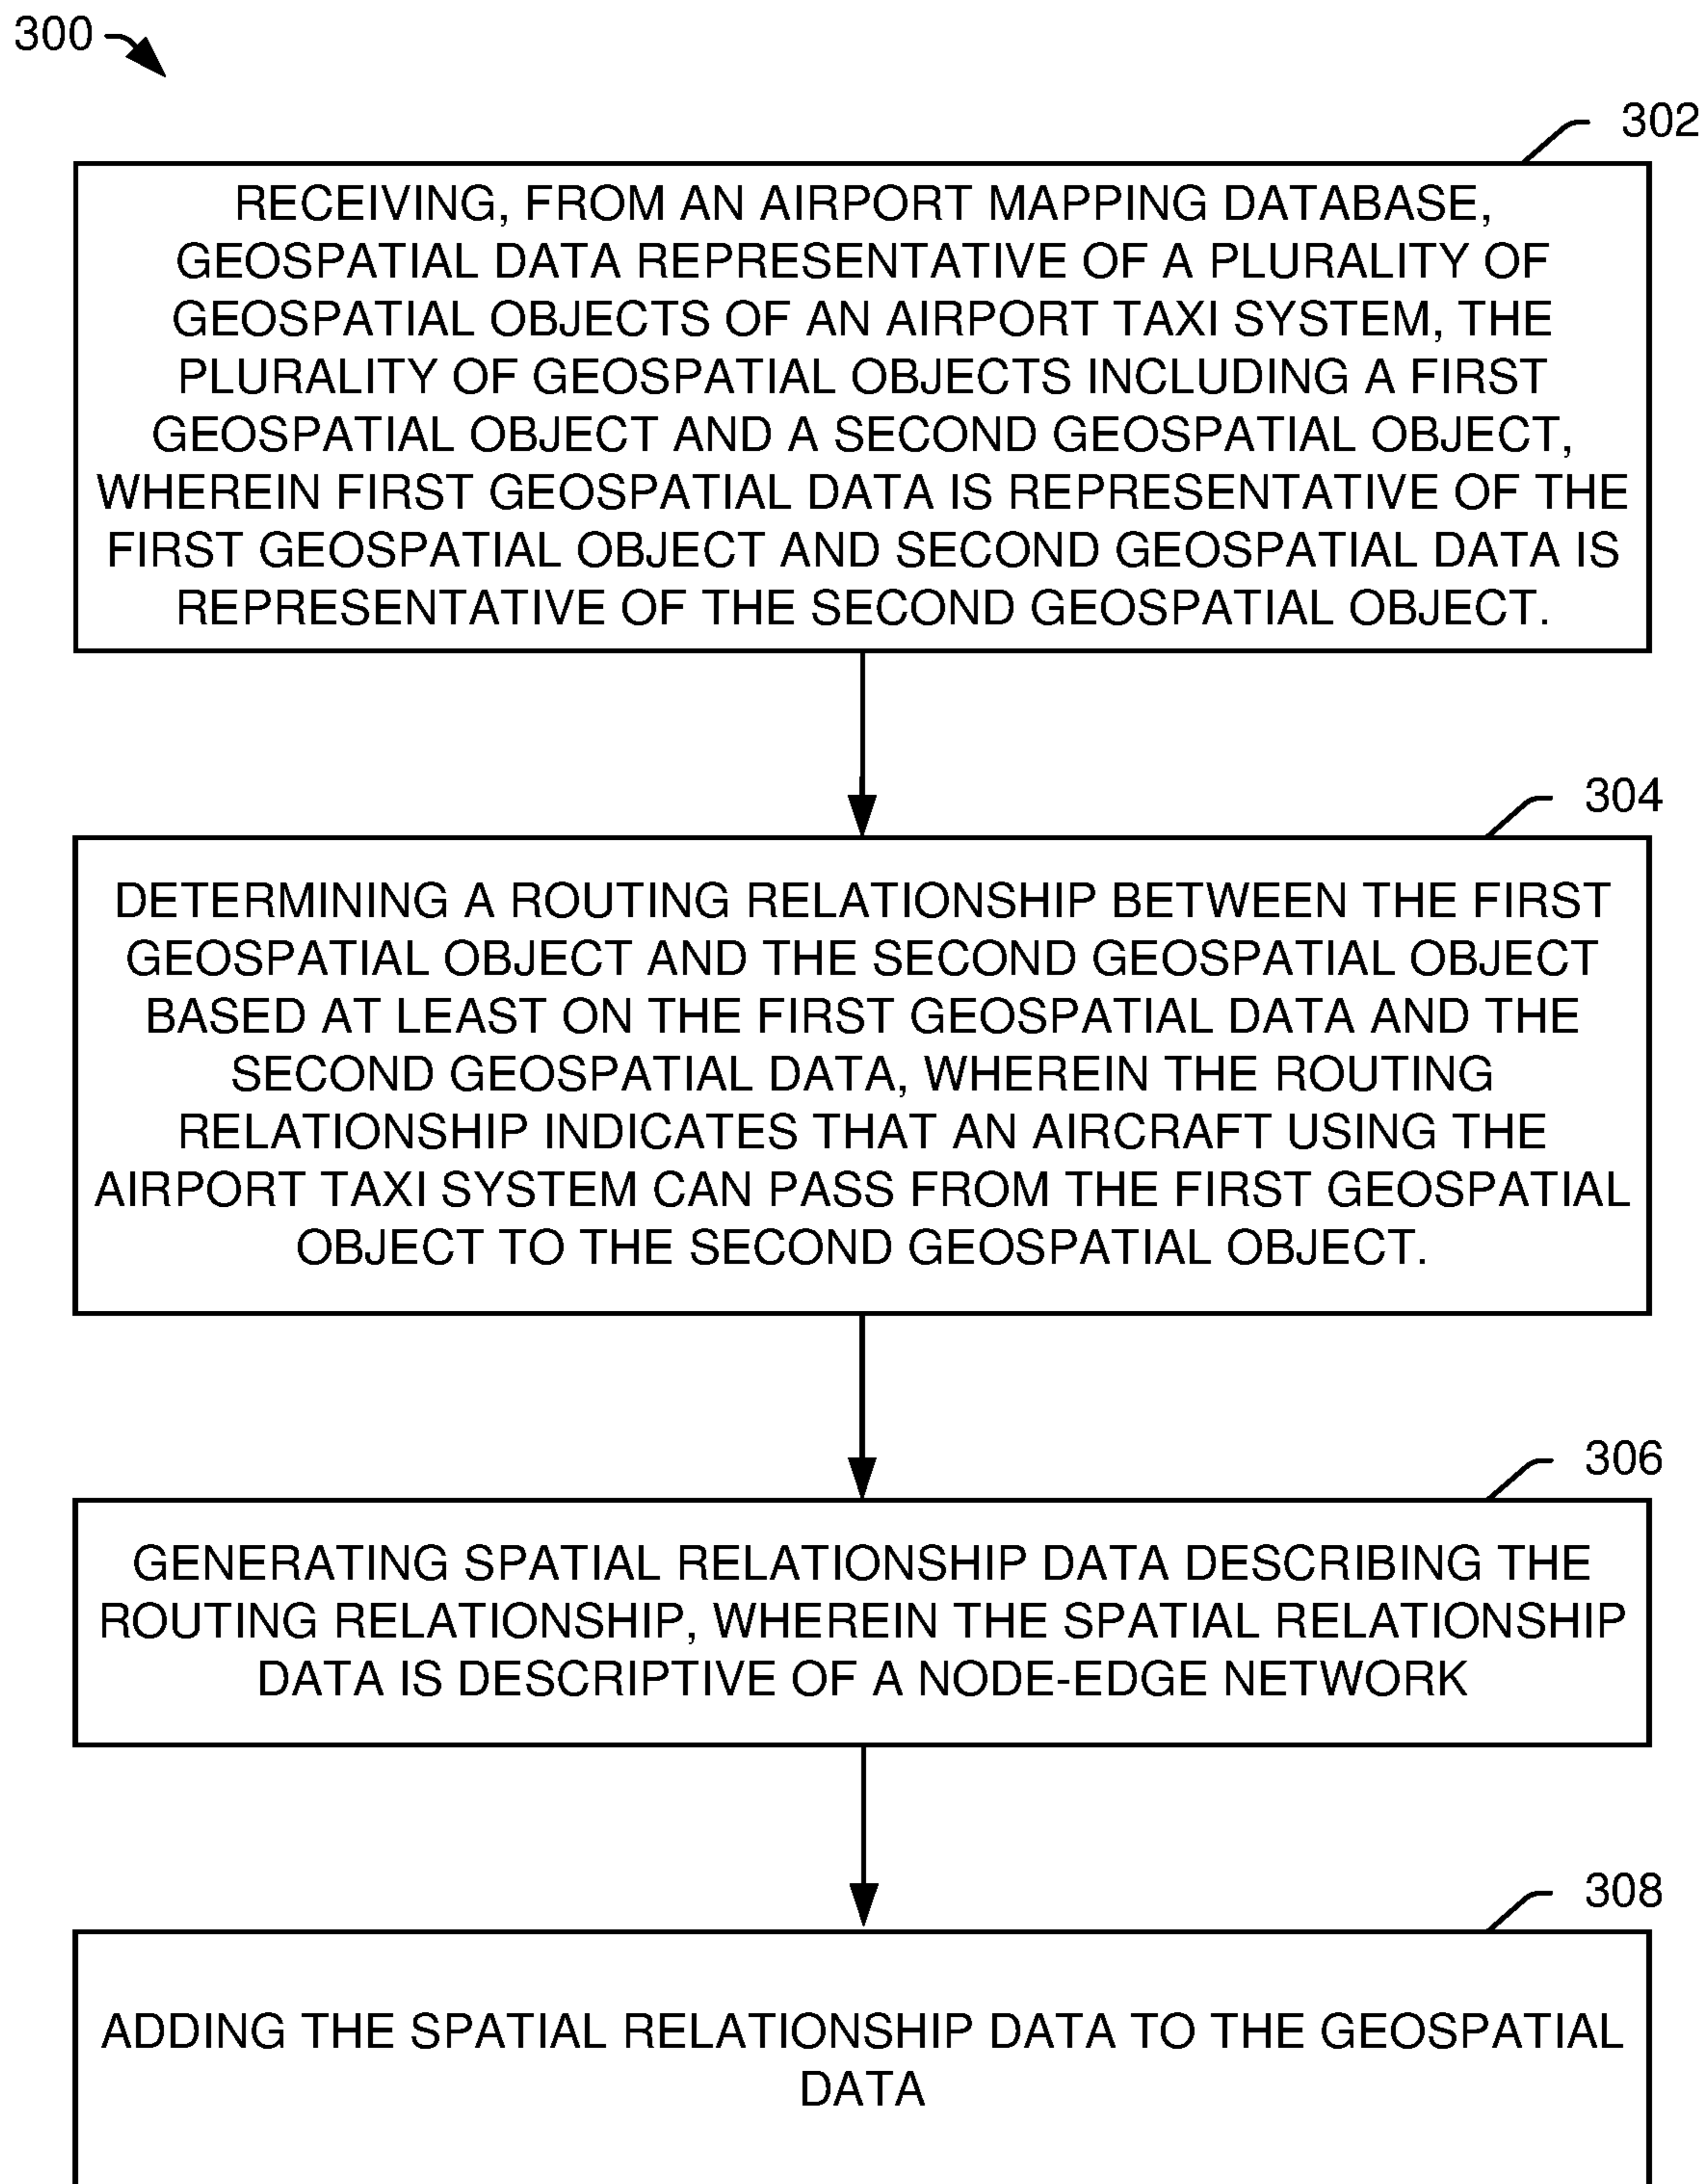 300
302
RECEIVING, FROM AN AIRPORT MAPPING DATABASE,
GEOSPATIAL DATA REPRESENTATIVE OF A PLURALITY OF
GEOSPATIAL OBJECTS OF AN AIRPORT TAXI SYSTEM, THE
PLURALITY OF GEOSPATIAL OBJECTS INCLUDING A FIRST
GEOSPATIAL OBJECT AND A SECOND GEOSPATIAL OBJECT,
WHEREIN FIRST GEOSPATIAL DATA IS REPRESENTATIVE OF THE
FIRST GEOSPATIAL OBJECT AND SECOND GEOSPATIAL DATA IS
REPRESENTATIVE OF THE SECOND GEOSPATIAL OBJECT.
304
DETERMINING A ROUTING RELATIONSHIP BETWEEN THE FIRST
GEOSPATIAL OBJECT AND THE SECOND GEOSPATIAL OBJECT
BASED AT LEAST ON THE FIRST GEOSPATIAL DATA AND THE
SECOND GEOSPATIAL DATA, WHEREIN THE ROUTING
RELATIONSHIP INDICATES THAT AN AIRCRAFT USING THE
AIRPORT TAXI SYSTEM CAN PASS FROM THE FIRST GEOSPATIAL
OBJECT TO THE SECOND GEOSPATIAL OBJECT.
306
GENERATING SPATIAL RELATIONSHIP DATA DESCRIBING THE
ROUTING RELATIONSHIP, WHEREIN THE SPATIAL RELATIONSHIP
DATA IS DESCRIPTIVE OF A NODE-EDGE NETWORK
308
ADDING THE SPATIAL RELATIONSHIP DATA TO THE GEOSPATIAL
DATA